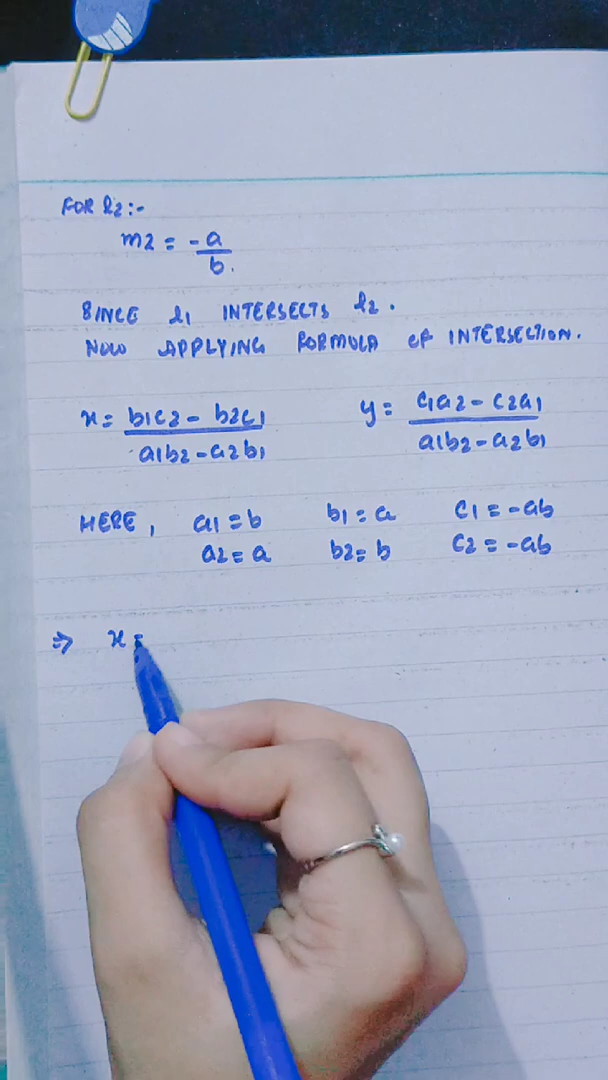 FOR l2:-
m2 = -a/b.
SINCE l1 INTERSECTS l2.
NOW APPLYING FORMULA OF INTERSECTION.
x = b1c2 - b2c1 / a1b2 - a2b1 y = c1a2 - c2a1 / a1b2 - a2b1
HERE, a1 = b b1 = a c1 = -ab
a2 = a b2 = b c2 = -ab
⇒ x =